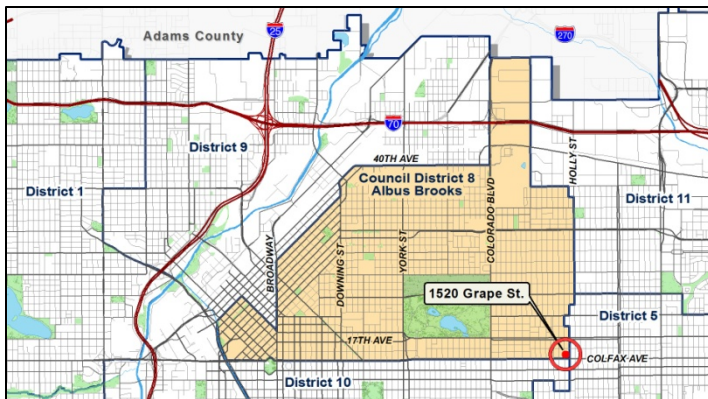 Adams County
25
270
70
District 9
40TH AVE
HOLLY ST
District 1
Council District 8
Albus Brooks
District 11
BROADWAY
DOWNING ST
YORK ST
COLORADO BLVD
1520 Grape St.
District 5
17TH AVE
COLFAX AVE
District 10